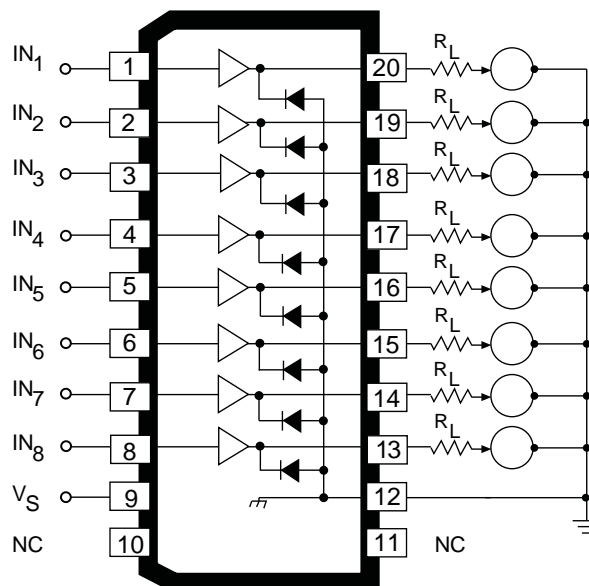 IN1 1 20 RL
IN2 2 19 RL
IN3 3 18 RL
IN4 4 17 RL
IN5 5 16 RL
IN6 6 15 RL
IN7 7 14 RL
IN8 8 13 RL
VS 9 12
NC 10 11 NC